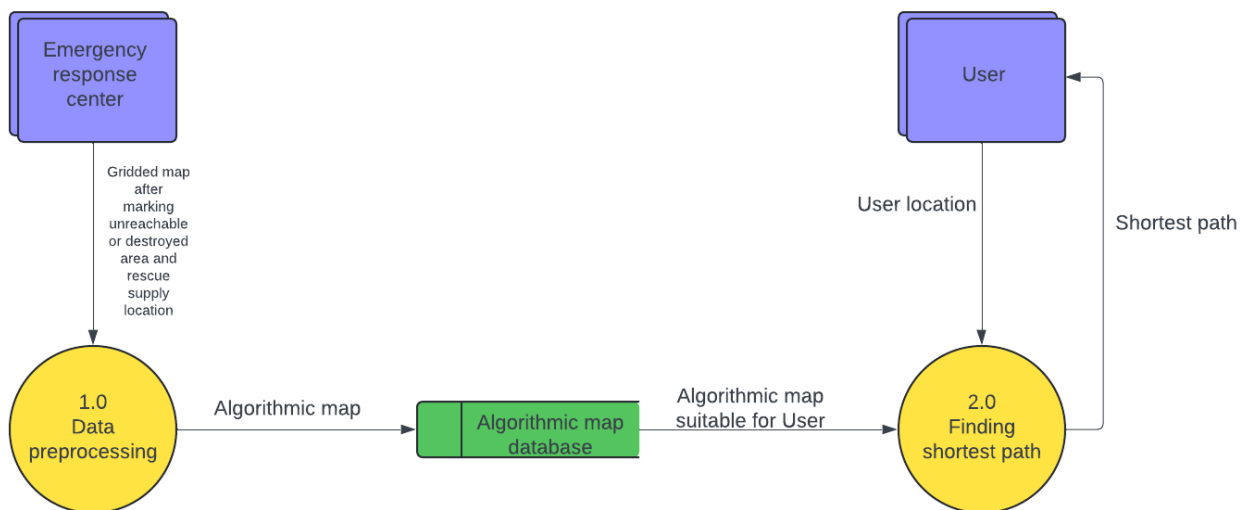 Emergency
response
center
User
Gridded map
after
marking
unreachable
or destroyed
area and
rescue
supply
location
User location
Shortest path
1.0
Data
preprocessing
Algorithmic map
Algorithmic map
database
Algorithmic map
suitable for User
2.0
Finding
shortest path